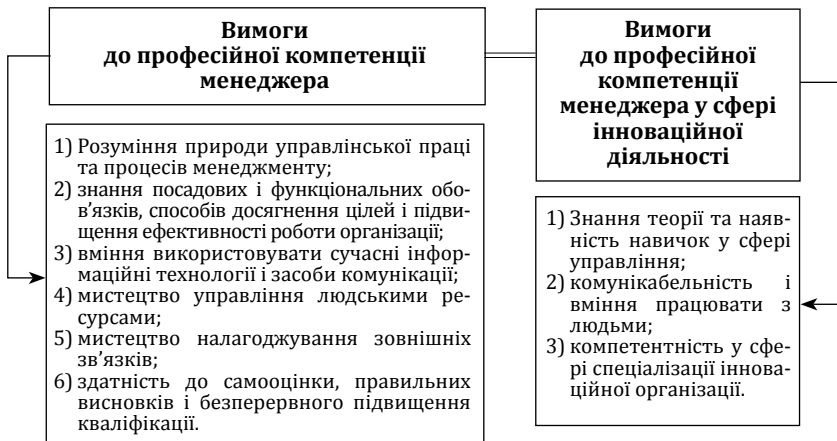 Вимоги
до професійної компетенції
менеджера
1) Розуміння природи управлінської праці
та процесів менеджменту;
2) знання посадових і функціональних обо-
в'язків, способів досягнення цілей і підви-
щення ефективності роботи організації;
3) вміння використовувати сучасні інфор-
маційні технології і засоби комунікації;
4) мистецтво управління людськими ре-
сурсами;
5) мистецтво налагоджування зовнішніх
зв'язків;
6) здатність до самооцінки, правильних
висновків і безперервного підвищення
кваліфікації.
Вимоги
до професійної
компетенції
менеджера у сфері
інноваційної
діяльності
1) Знання теорії та наяв-
ність навичок у сфері
управління;
2) комунікабельність і
вміння працювати з
людьми;
3) компетентність у сфе-
рі спеціалізації іннова-
ційної організації.